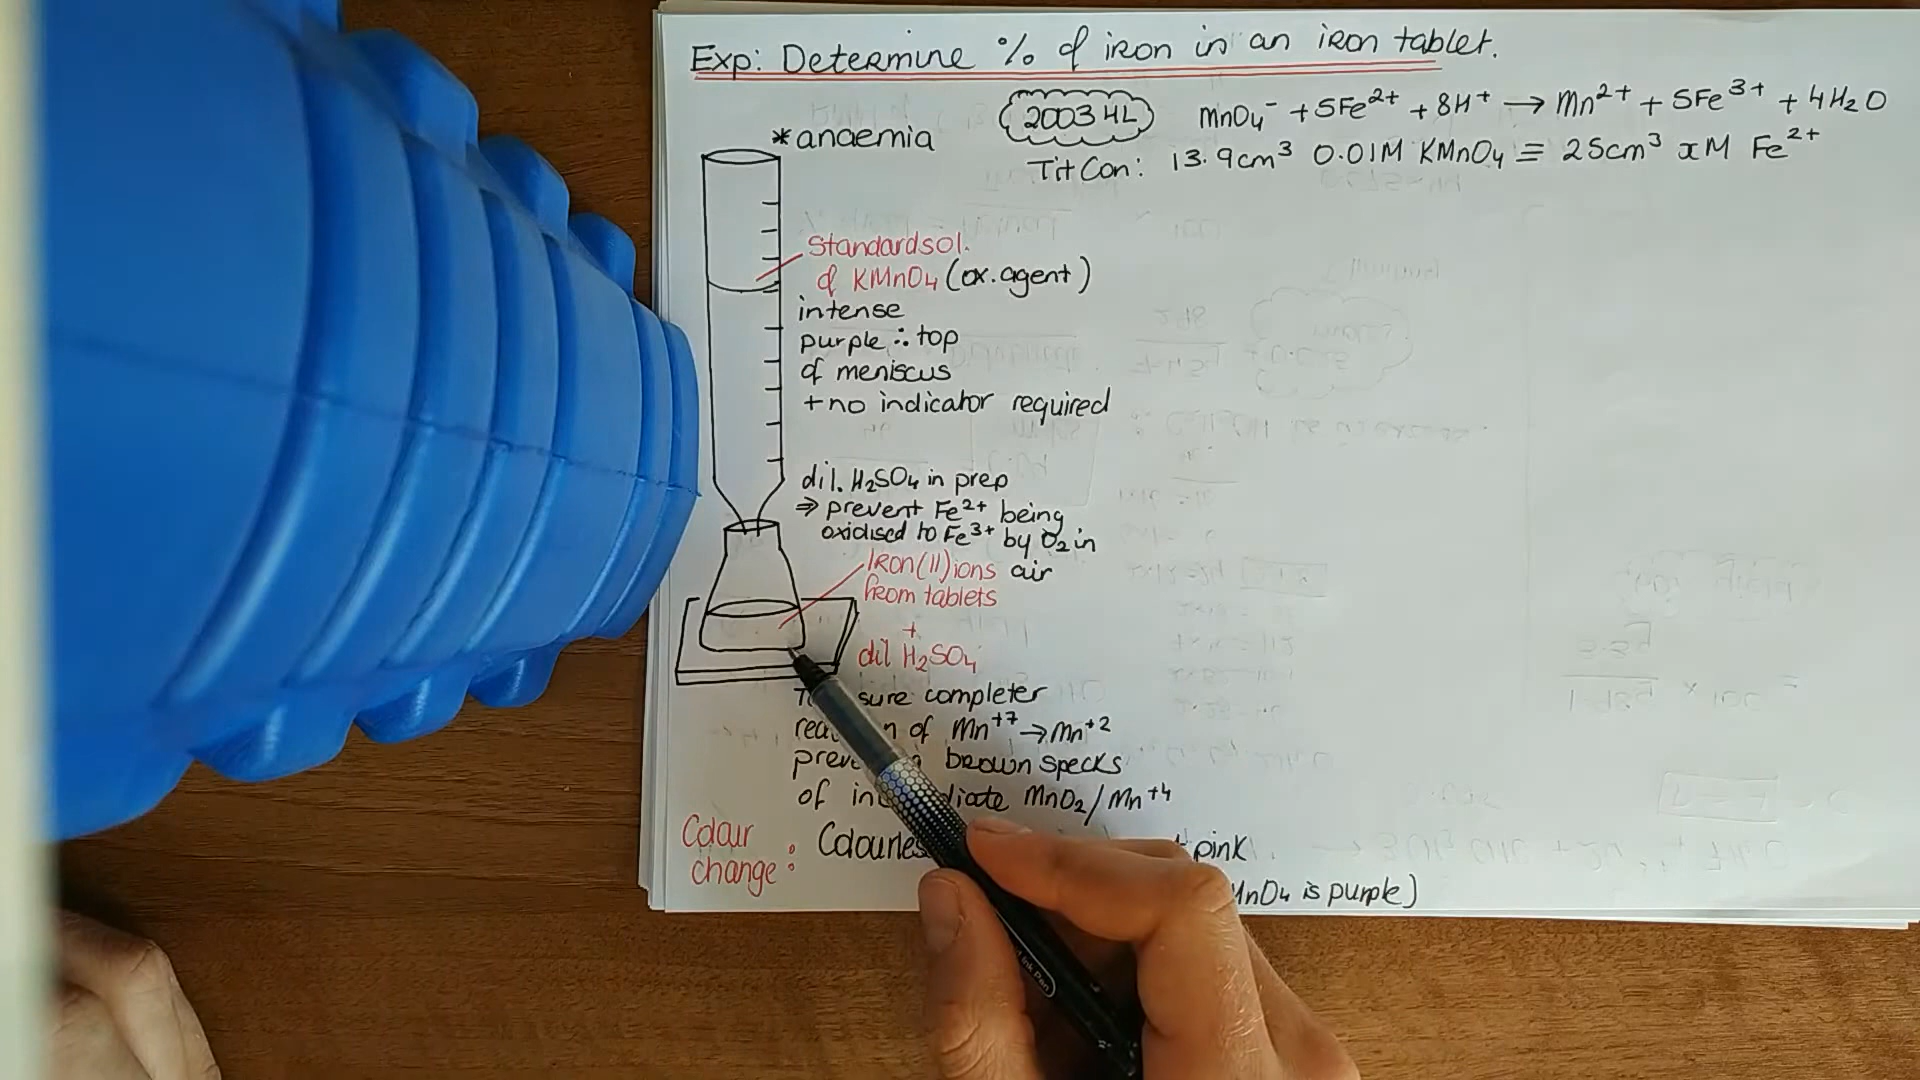 Exp: Determine % of iron in an iron tablet.
2003 HL
MnO₄⁻ + 5Fe²⁺ + 8H⁺ → Mn²⁺ + 5Fe³⁺ + 4H₂O
*anaemia
Tit Con: 13.9cm³ 0.01M KMnO₄ ≡ 25cm³ xM Fe²⁺
Standard sol.
of KMnO₄ (ox. agent)
intense
purple ∴ top
of meniscus
+ no indicator required
dil. H₂SO₄ in prep
⇒ prevent Fe²⁺ being
oxidised to Fe³⁺ by O₂ in
air
Iron(II) ions
from tablets
+
dil H₂SO₄
sure completer
of Mn⁺⁷ → Mn⁺²
brown specks
of MnO₂/Mn⁺⁴
Colour
change:
pink
MnO₄ is purple)